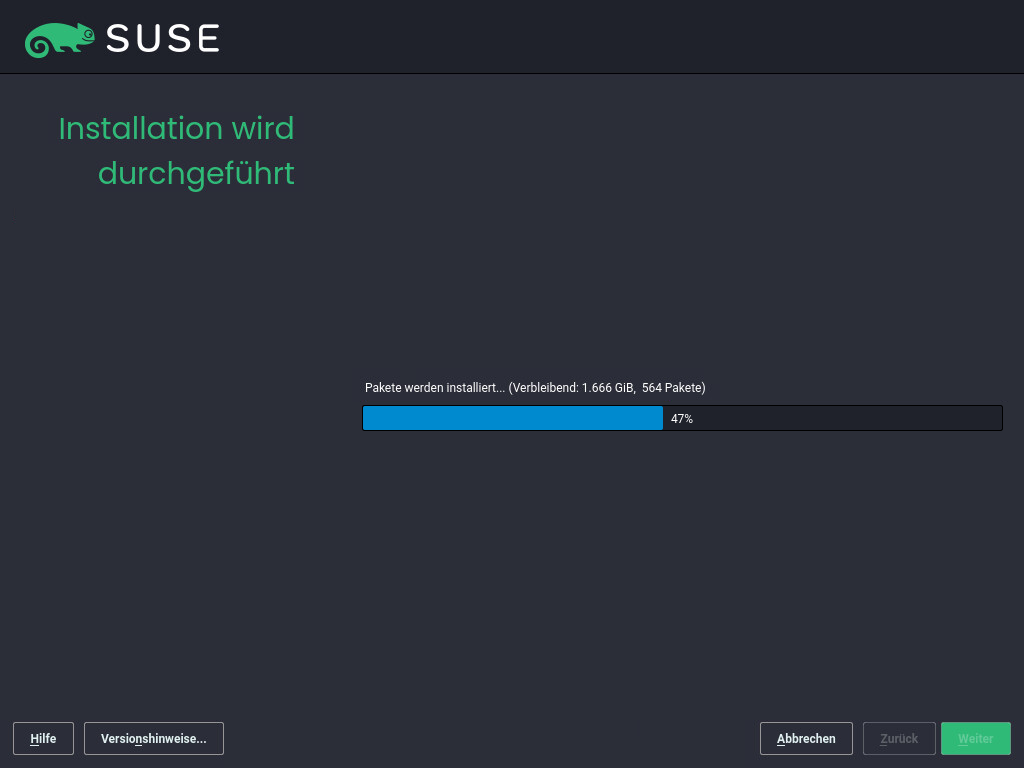 SUSE
Installation wird
durchgeführt
Pakete werden installiert... (Verbleibend: 1.666 GiB,  564 Pakete)
47%
Hilfe
Versionshinweise...
Abbrechen
Zurück
Weiter